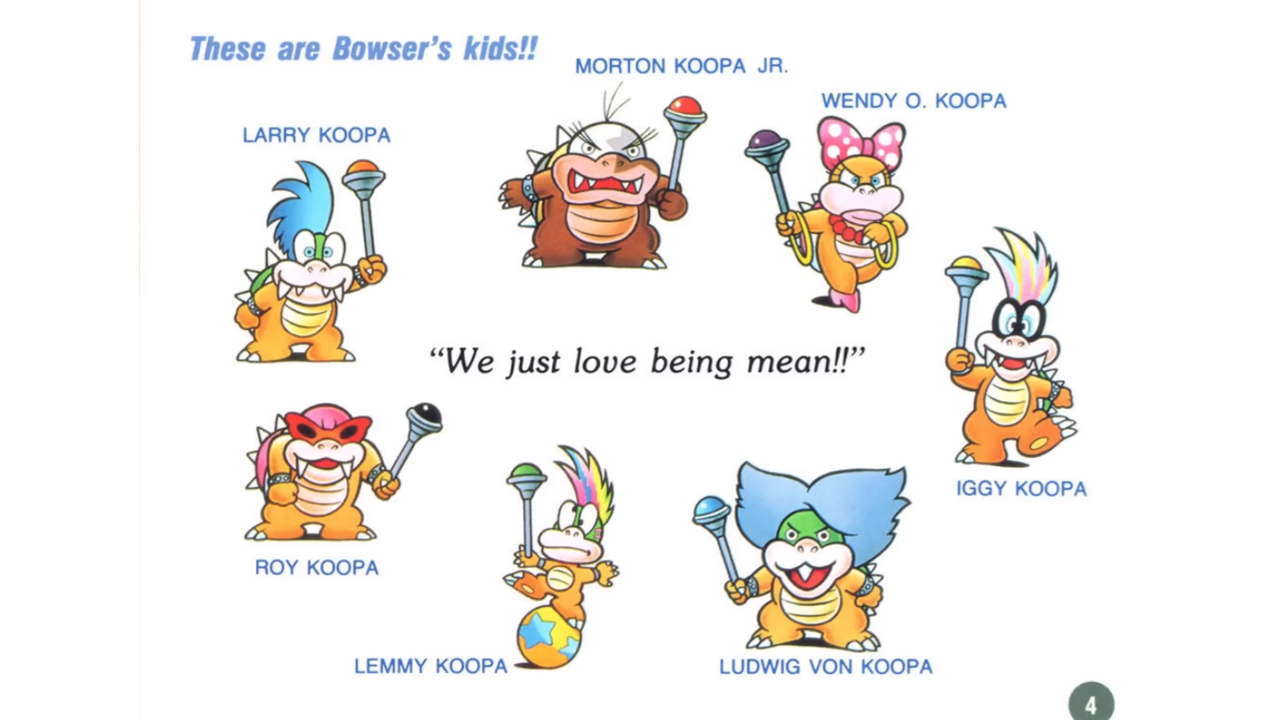 These are Bowser's kids!!
MORTON KOOPA JR.
WENDY O. KOOPA
LARRY KOOPA
"We just love being mean!!"
IGGY KOOPA
ROY KOOPA
LEMMY KOOPA
LUDWIG VON KOOPA
4